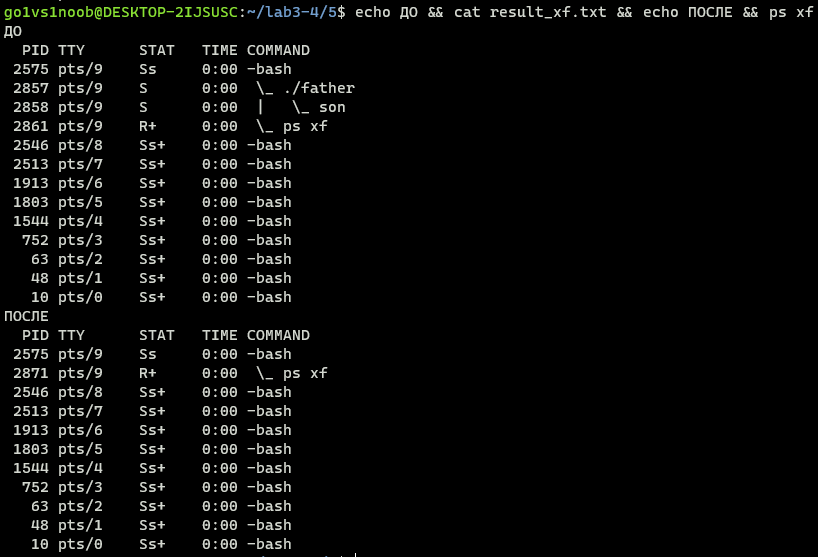 go1vs1noob@DESKTOP-2IJSUSC:~/lab3-4/5$ echo ДО && cat result_xf.txt && echo ПОСЛЕ && ps xf
ДО
  PID TTY      STAT   TIME COMMAND
 2575 pts/9    Ss     0:00 -bash
 2857 pts/9    S      0:00  \_ ./father
 2858 pts/9    S      0:00  |   \_ son
 2861 pts/9    R+     0:00  \_ ps xf
 2546 pts/8    Ss+    0:00 -bash
 2513 pts/7    Ss+    0:00 -bash
 1913 pts/6    Ss+    0:00 -bash
 1803 pts/5    Ss+    0:00 -bash
 1544 pts/4    Ss+    0:00 -bash
  752 pts/3    Ss+    0:00 -bash
   63 pts/2    Ss+    0:00 -bash
   48 pts/1    Ss+    0:00 -bash
   10 pts/0    Ss+    0:00 -bash
ПОСЛЕ
  PID TTY      STAT   TIME COMMAND
 2575 pts/9    Ss     0:00 -bash
 2871 pts/9    R+     0:00  \_ ps xf
 2546 pts/8    Ss+    0:00 -bash
 2513 pts/7    Ss+    0:00 -bash
 1913 pts/6    Ss+    0:00 -bash
 1803 pts/5    Ss+    0:00 -bash
 1544 pts/4    Ss+    0:00 -bash
  752 pts/3    Ss+    0:00 -bash
   63 pts/2    Ss+    0:00 -bash
   48 pts/1    Ss+    0:00 -bash
   10 pts/0    Ss+    0:00 -bash